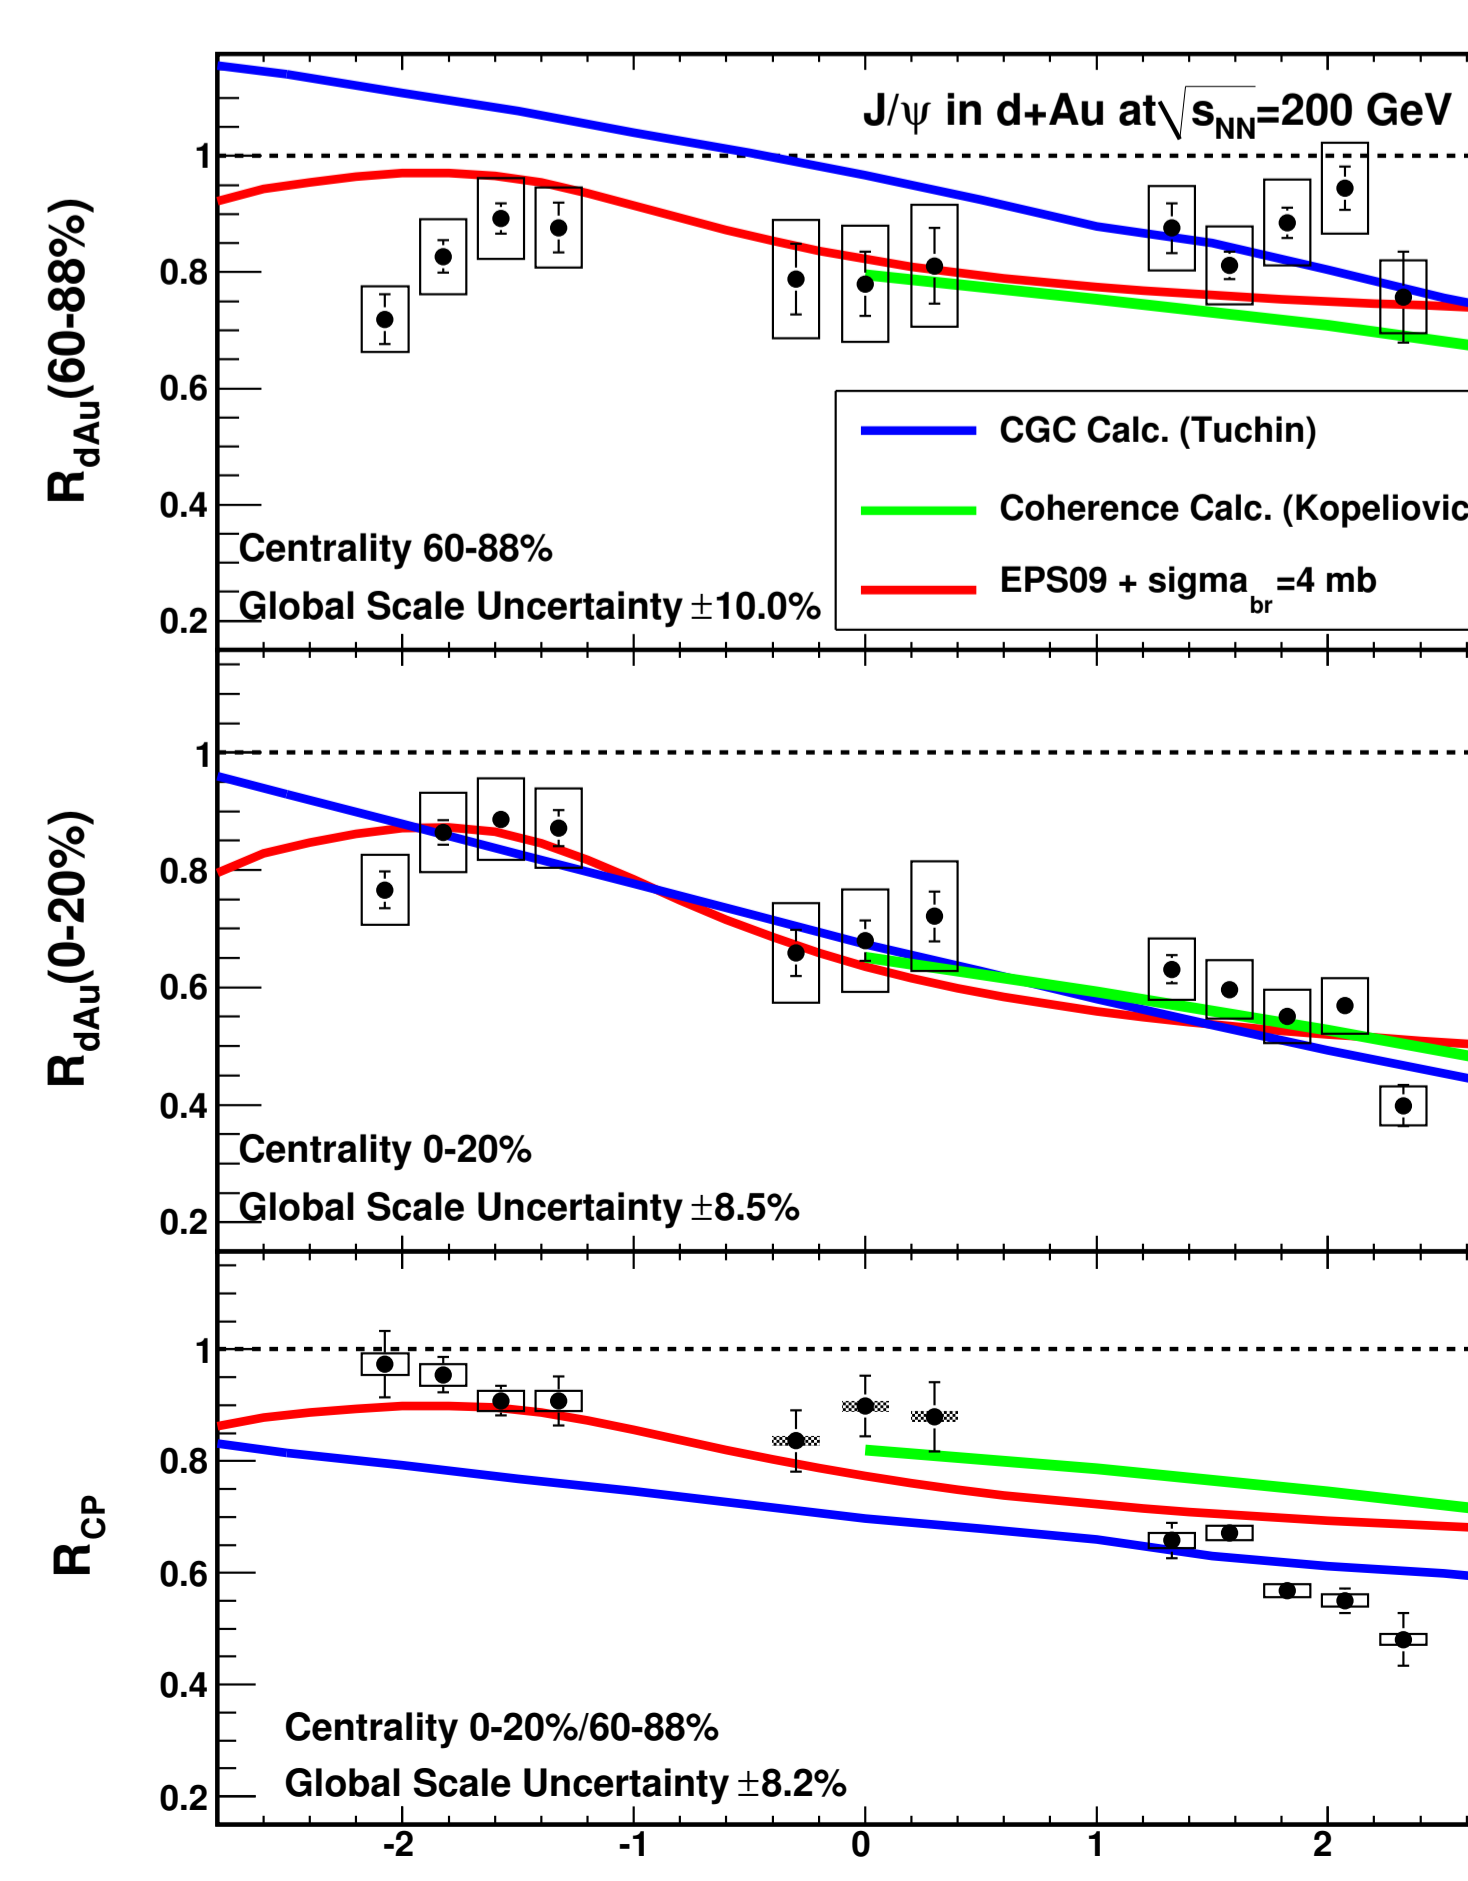 J/ψ in d+Au at √sNN=200 GeV
1
0.8
0.6
0.4
0.2
RdAu(60-88%)
CGC Calc. (Tuchin)
Coherence Calc. (Kopeliovic
EPS09 + sigmabr=4 mb
Centrality 60-88%
Global Scale Uncertainty ±10.0%
1
0.8
0.6
0.4
0.2
RdAu(0-20%)
Centrality 0-20%
Global Scale Uncertainty ±8.5%
1
0.8
0.6
0.4
0.2
RCP
Centrality 0-20%/60-88%
Global Scale Uncertainty ±8.2%
-2 -1 0 1 2